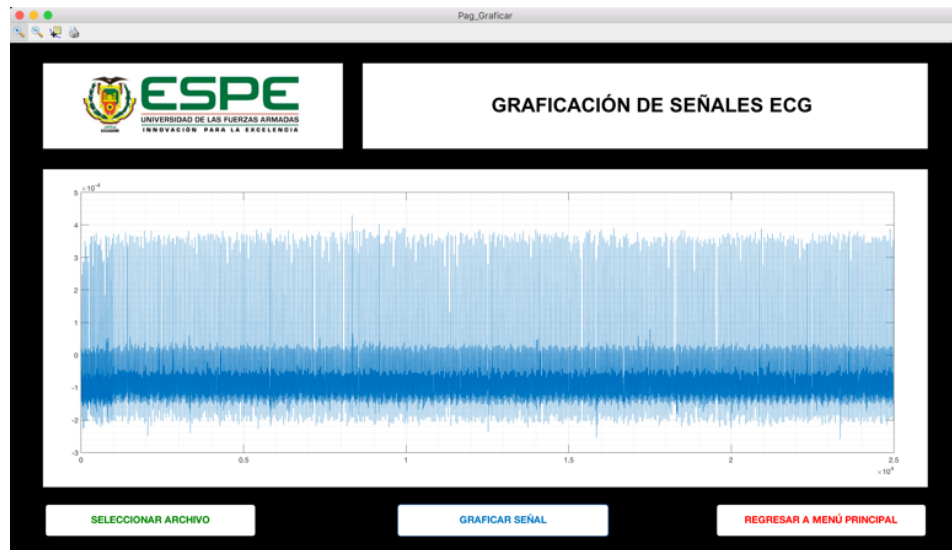 Pag_Graficar
ESPE
UNIVERSIDAD DE LAS FUERZAS ARMADAS
INNOVACIÓN PARA LA EXCELENCIA
GRAFICACIÓN DE SEÑALES ECG
×10⁻⁴
5
4
3
2
1
0
-1
-2
-3
0
0.5
1
1.5
2
2.5
×10⁴
SELECCIONAR ARCHIVO
GRAFICAR SEÑAL
REGRESAR A MENÚ PRINCIPAL